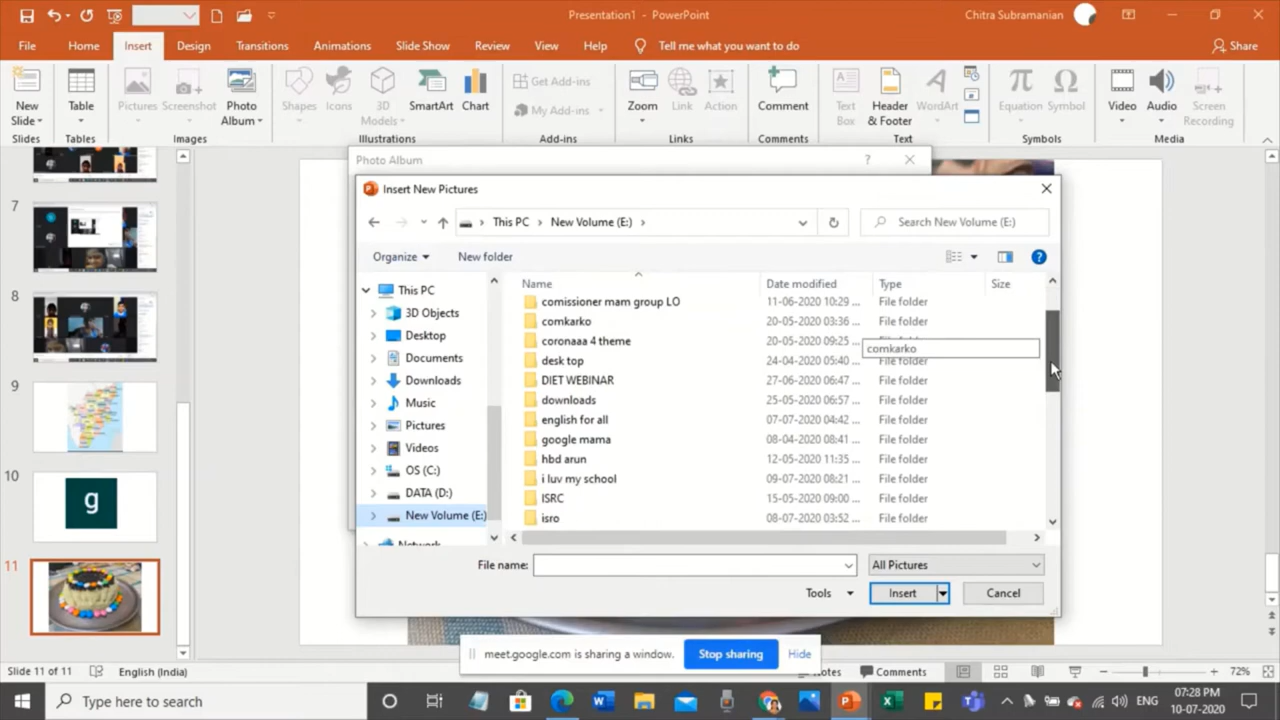 Presentation1 - PowerPoint
Chitra Subramanian
File Home Insert Design Transitions Animations Slide Show Review View Help Tell me what you want to do Share
New Slide Table Pictures Screenshot Photo Album Shapes Icons 3D Models SmartArt Chart Get Add-ins My Add-ins Zoom Link Action Comment Text Box Header & Footer WordArt Equation Symbol Video Audio Screen Recording
Slides Tables Images Illustrations Add-ins Links Comments Text Symbols Media
Photo Album ?
Insert New Pictures
This PC New Volume (E:) Search New Volume (E:)
Organize New folder
Name Date modified Type Size
comissioner mam group LO 11-06-2020 10:29 ... File folder
comkarko 20-05-2020 03:36 ... File folder
coronaaa 4 theme 20-05-2020 09:25 ... File folder
comkarko
desk top 24-04-2020 05:40 ... File folder
DIET WEBINAR 27-06-2020 06:47 ... File folder
downloads 25-05-2020 06:57 ... File folder
english for all 07-07-2020 04:42 ... File folder
google mama 08-04-2020 08:41 ... File folder
hbd arun 12-05-2020 11:35 ... File folder
i luv my school 09-07-2020 08:21 ... File folder
ISRC 15-05-2020 09:00 ... File folder
isro 08-07-2020 03:52 ... File folder
This PC
3D Objects
Desktop
Documents
Downloads
Music
Pictures
Videos
OS (C:)
DATA (D:)
New Volume (E:)
Network
File name: All Pictures
Tools Insert Cancel
7
8
9
10
g
11
meet.google.com is sharing a window. Stop sharing Hide
Slide 11 of 11 English (India) Notes Comments 72%
Type here to search
ENG 07:28 PM
10-07-2020